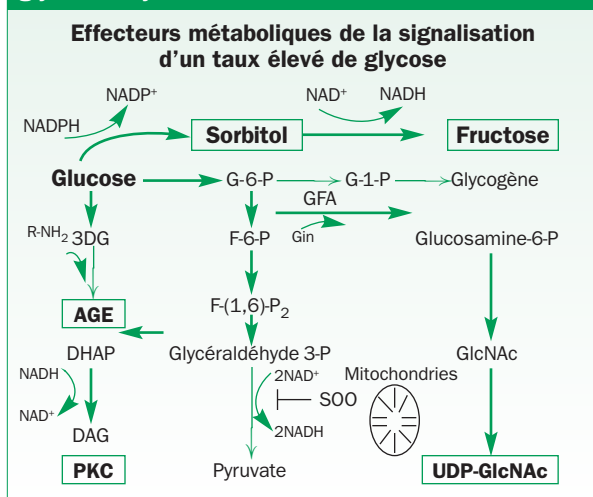 Effecteurs métaboliques de la signalisation
d'un taux élevé de glycose
NADP+
NAD+
NADH
NADPH
Sorbitol
Fructose
Glucose
G-6-P
G-1-P
Glycogène
GFA
R-NH2
3DG
F-6-P
Gin
Glucosamine-6-P
F-(1,6)-P2
AGE
DHAP
Glycéraldéhyde 3-P
GlcNAc
NADH
2NAD+
Mitochondries
SOO
NAD+
2NADH
DAG
PKC
Pyruvate
UDP-GlcNAc